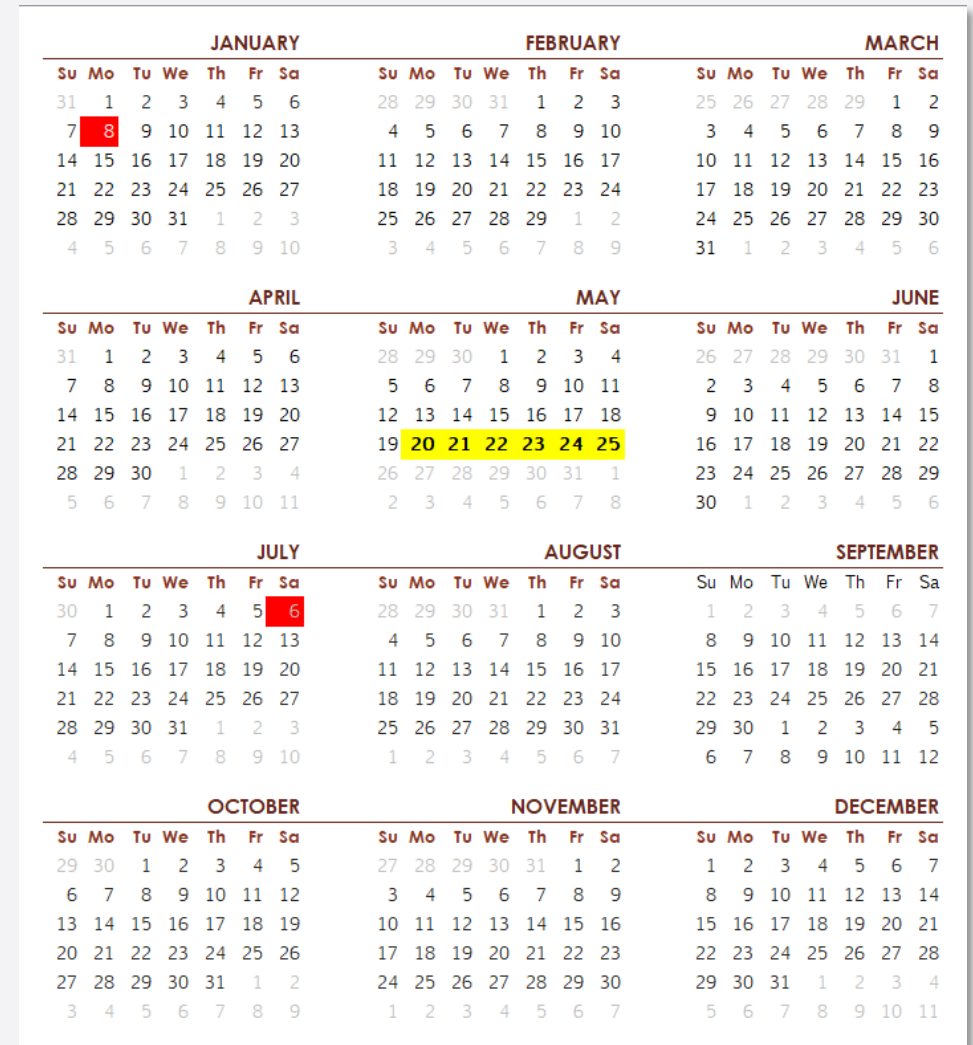 JANUARY FEBRUARY MARCH
Su Mo Tu We Th Fr Sa Su Mo Tu We Th Fr Sa Su Mo Tu We Th Fr Sa
31 1 2 3 4 5 6 28 29 30 31 1 2 3 25 26 27 28 29 1 2
7 8 9 10 11 12 13 4 5 6 7 8 9 10 3 4 5 6 7 8 9
14 15 16 17 18 19 20 11 12 13 14 15 16 17 10 11 12 13 14 15 16
21 22 23 24 25 26 27 18 19 20 21 22 23 24 17 18 19 20 21 22 23
28 29 30 31 1 2 3 25 26 27 28 29 1 2 24 25 26 27 28 29 30
4 5 6 7 8 9 10 3 4 5 6 7 8 9 31 1 2 3 4 5 6
APRIL MAY JUNE
Su Mo Tu We Th Fr Sa Su Mo Tu We Th Fr Sa Su Mo Tu We Th Fr Sa
31 1 2 3 4 5 6 28 29 30 1 2 3 4 26 27 28 29 30 31 1
7 8 9 10 11 12 13 5 6 7 8 9 10 11 2 3 4 5 6 7 8
14 15 16 17 18 19 20 12 13 14 15 16 17 18 9 10 11 12 13 14 15
21 22 23 24 25 26 27 19 20 21 22 23 24 25 16 17 18 19 20 21 22
28 29 30 1 2 3 4 26 27 28 29 30 31 1 23 24 25 26 27 28 29
5 6 7 8 9 10 11 2 3 4 5 6 7 8 30 1 2 3 4 5 6
JULY AUGUST SEPTEMBER
Su Mo Tu We Th Fr Sa Su Mo Tu We Th Fr Sa Su Mo Tu We Th Fr Sa
30 1 2 3 4 5 6 28 29 30 31 1 2 3 1 2 3 4 5 6 7
7 8 9 10 11 12 13 4 5 6 7 8 9 10 8 9 10 11 12 13 14
14 15 16 17 18 19 20 11 12 13 14 15 16 17 15 16 17 18 19 20 21
21 22 23 24 25 26 27 18 19 20 21 22 23 24 22 23 24 25 26 27 28
28 29 30 31 1 2 3 25 26 27 28 29 30 31 29 30 1 2 3 4 5
4 5 6 7 8 9 10 1 2 3 4 5 6 7 6 7 8 9 10 11 12
OCTOBER NOVEMBER DECEMBER
Su Mo Tu We Th Fr Sa Su Mo Tu We Th Fr Sa Su Mo Tu We Th Fr Sa
29 30 1 2 3 4 5 27 28 29 30 31 1 2 1 2 3 4 5 6 7
6 7 8 9 10 11 12 3 4 5 6 7 8 9 8 9 10 11 12 13 14
13 14 15 16 17 18 19 10 11 12 13 14 15 16 15 16 17 18 19 20 21
20 21 22 23 24 25 26 17 18 19 20 21 22 23 22 23 24 25 26 27 28
27 28 29 30 31 1 2 24 25 26 27 28 29 30 29 30 31 1 2 3 4
3 4 5 6 7 8 9 1 2 3 4 5 6 7 5 6 7 8 9 10 11